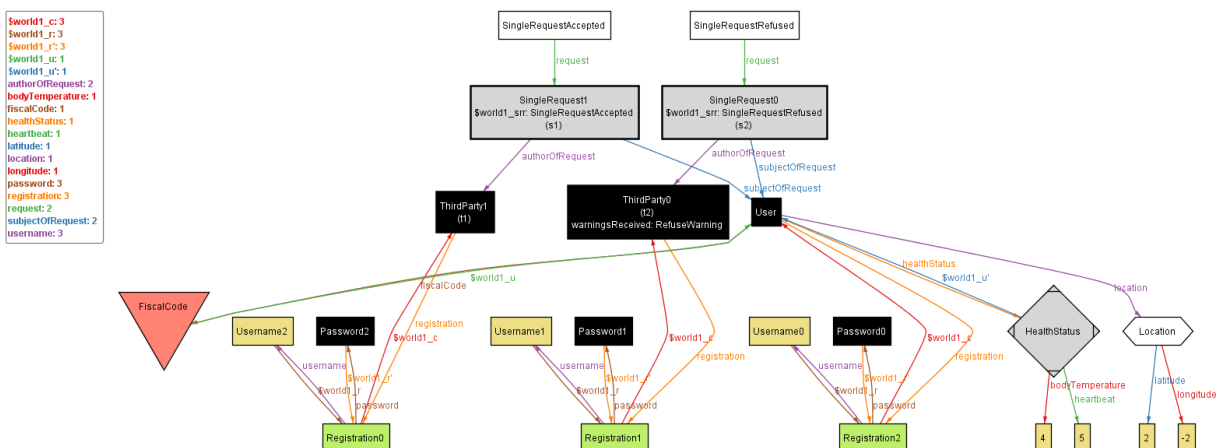 $world1_c: 3
$world1_r: 3
$world1_r': 3
$world1_u: 1
$world1_u': 1
authorOfRequest: 2
bodyTemperature: 1
fiscalCode: 1
healthStatus: 1
heartbeat: 1
latitude: 1
location: 1
longitude: 1
password: 3
registration: 3
request: 2
subjectOfRequest: 2
username: 3
SingleRequestAccepted
SingleRequestRefused
request
request
SingleRequest1
$world1_srr: SingleRequestAccepted
(s1)
SingleRequest0
$world1_srr: SingleRequestRefused
(s2)
authorOfRequest
authorOfRequest
subjectOfRequest
subjectOfRequest
ThirdParty1
(t1)
ThirdParty0
(t2)
warningsReceived: RefuseWarning
User
healthStatus
$world1_u'
$world1_u
fiscalCode
location
FiscalCode
Username2
Password2
registration
$world1_c
Username1
Password1
$world1_c
registration
Username0
Password0
$world1_c
registration
HealthStatus
Location
username
$world1_r'
$world1_r
password
username
$world1_r'
$world1_r
password
username
$world1_r'
$world1_r
password
bodyTemperature
heartbeat
latitude
longitude
Registration0
Registration1
Registration2
4
5
2
-2